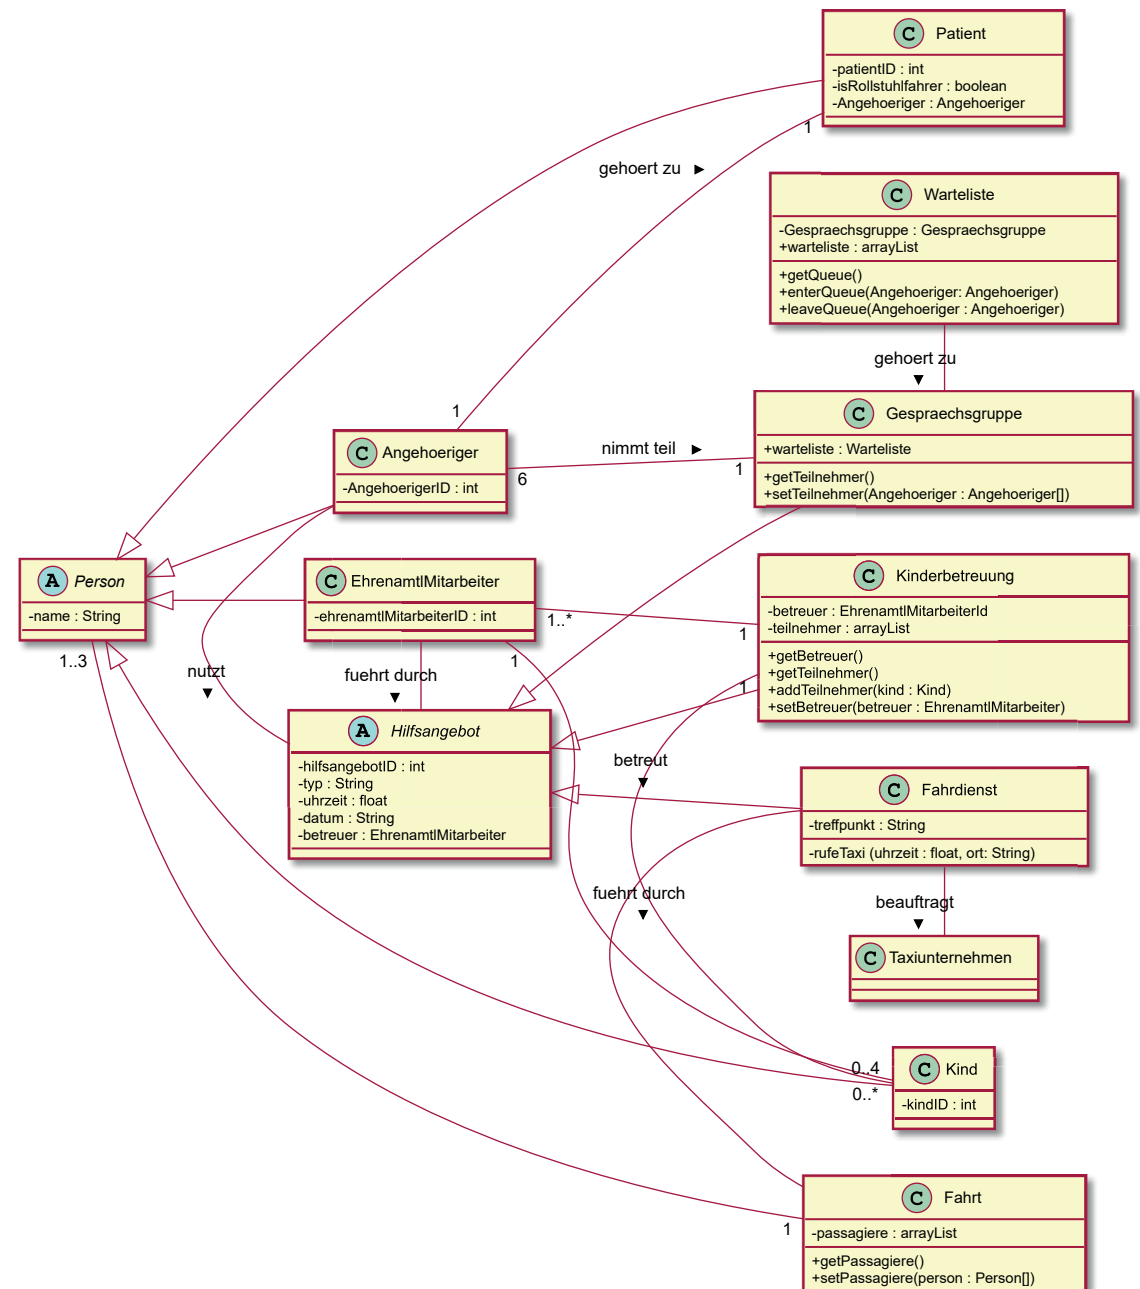 C Patient
-patientID : int
-isRollstuhlfahrer : boolean
-Angehoeriger : Angehoeriger
1
gehoert zu ►
C Warteliste
-Gespraechsgruppe : Gespraechsgruppe
+warteliste : arrayList
+getQueue()
+enterQueue(Angehoeriger: Angehoeriger)
+leaveQueue(Angehoeriger : Angehoeriger)
gehoert zu
▼
1
C Angehoeriger
-AngehoerigerID : int
6
nimmt teil ►
1
C Gespraechsgruppe
+warteliste : Warteliste
+getTeilnehmer()
+setTeilnehmer(Angehoeriger : Angehoeriger[])
A Person
-name : String
1..3
C EhrenamtlMitarbeiter
-ehrenamtlMitarbeiterID : int
1..*
1
1
C Kinderbetreuung
-betreuer : EhrenamtlMitarbeiterId
-teilnehmer : arrayList
+getBetreuer()
+getTeilnehmer()
+addTeilnehmer(kind : Kind)
+setBetreuer(betreuer : EhrenamtlMitarbeiter)
1
nutzt
▼
fuehrt durch
▼
A Hilfsangebot
-hilfsangebotID : int
-typ : String
-uhrzeit : float
-datum : String
-betreuer : EhrenamtlMitarbeiter
betreut
▼
C Fahrdienst
-treffpunkt : String
-rufeTaxi (uhrzeit : float, ort: String)
fuehrt durch
▼
beauftragt
▼
C Taxiunternehmen
0..4
0..*
C Kind
-kindID : int
1
C Fahrt
-passagiere : arrayList
+getPassagiere()
+setPassagiere(person : Person[])